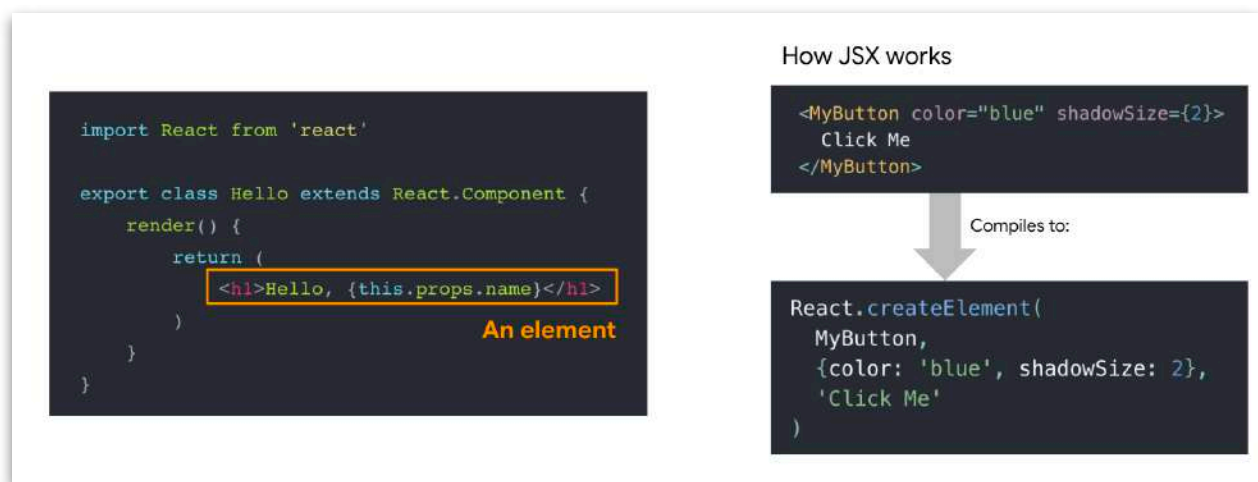 import React from 'react'
export class Hello extends React.Component {
render() {
return (
<h1>Hello, {this.props.name}</h1>
)
An element
}
}
How JSX works
<MyButton color="blue" shadowSize={2}>
Click Me
</MyButton>
Compiles to:
React.createElement(
MyButton,
{color: 'blue', shadowSize: 2},
'Click Me'
)